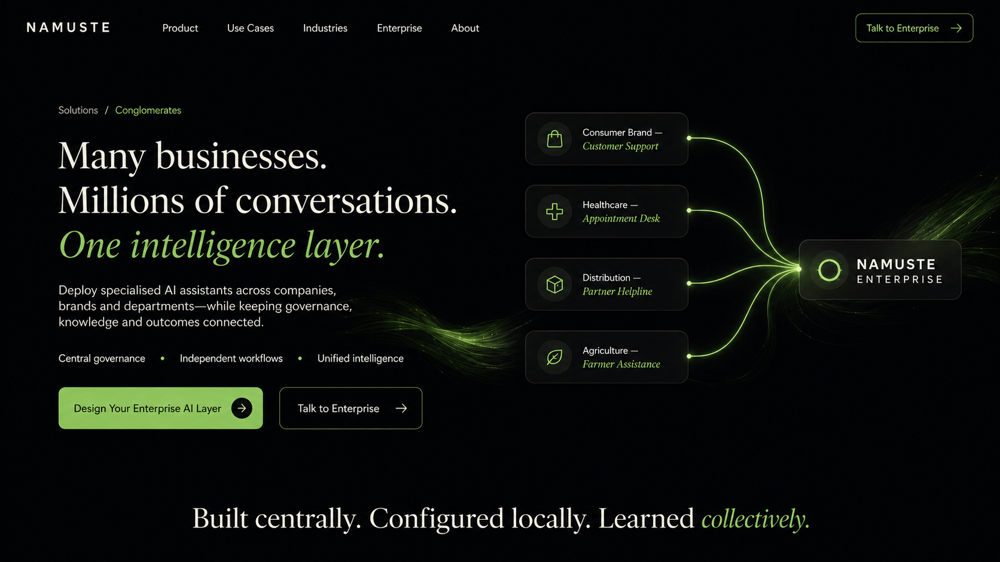 NAMUSTE
Product
Use Cases
Industries
Enterprise
About
Talk to Enterprise
Solutions / Conglomerates
Many businesses.
Millions of conversations.
One intelligence layer.
Deploy specialised AI assistants across companies,
brands and departments—while keeping governance,
knowledge and outcomes connected.
Central governance • Independent workflows • Unified intelligence
Design Your Enterprise AI Layer
Talk to Enterprise
Consumer Brand —
Customer Support
Healthcare —
Appointment Desk
Distribution —
Partner Helpline
Agriculture —
Farmer Assistance
NAMUSTE
ENTERPRISE
Built centrally. Configured locally. Learned collectively.